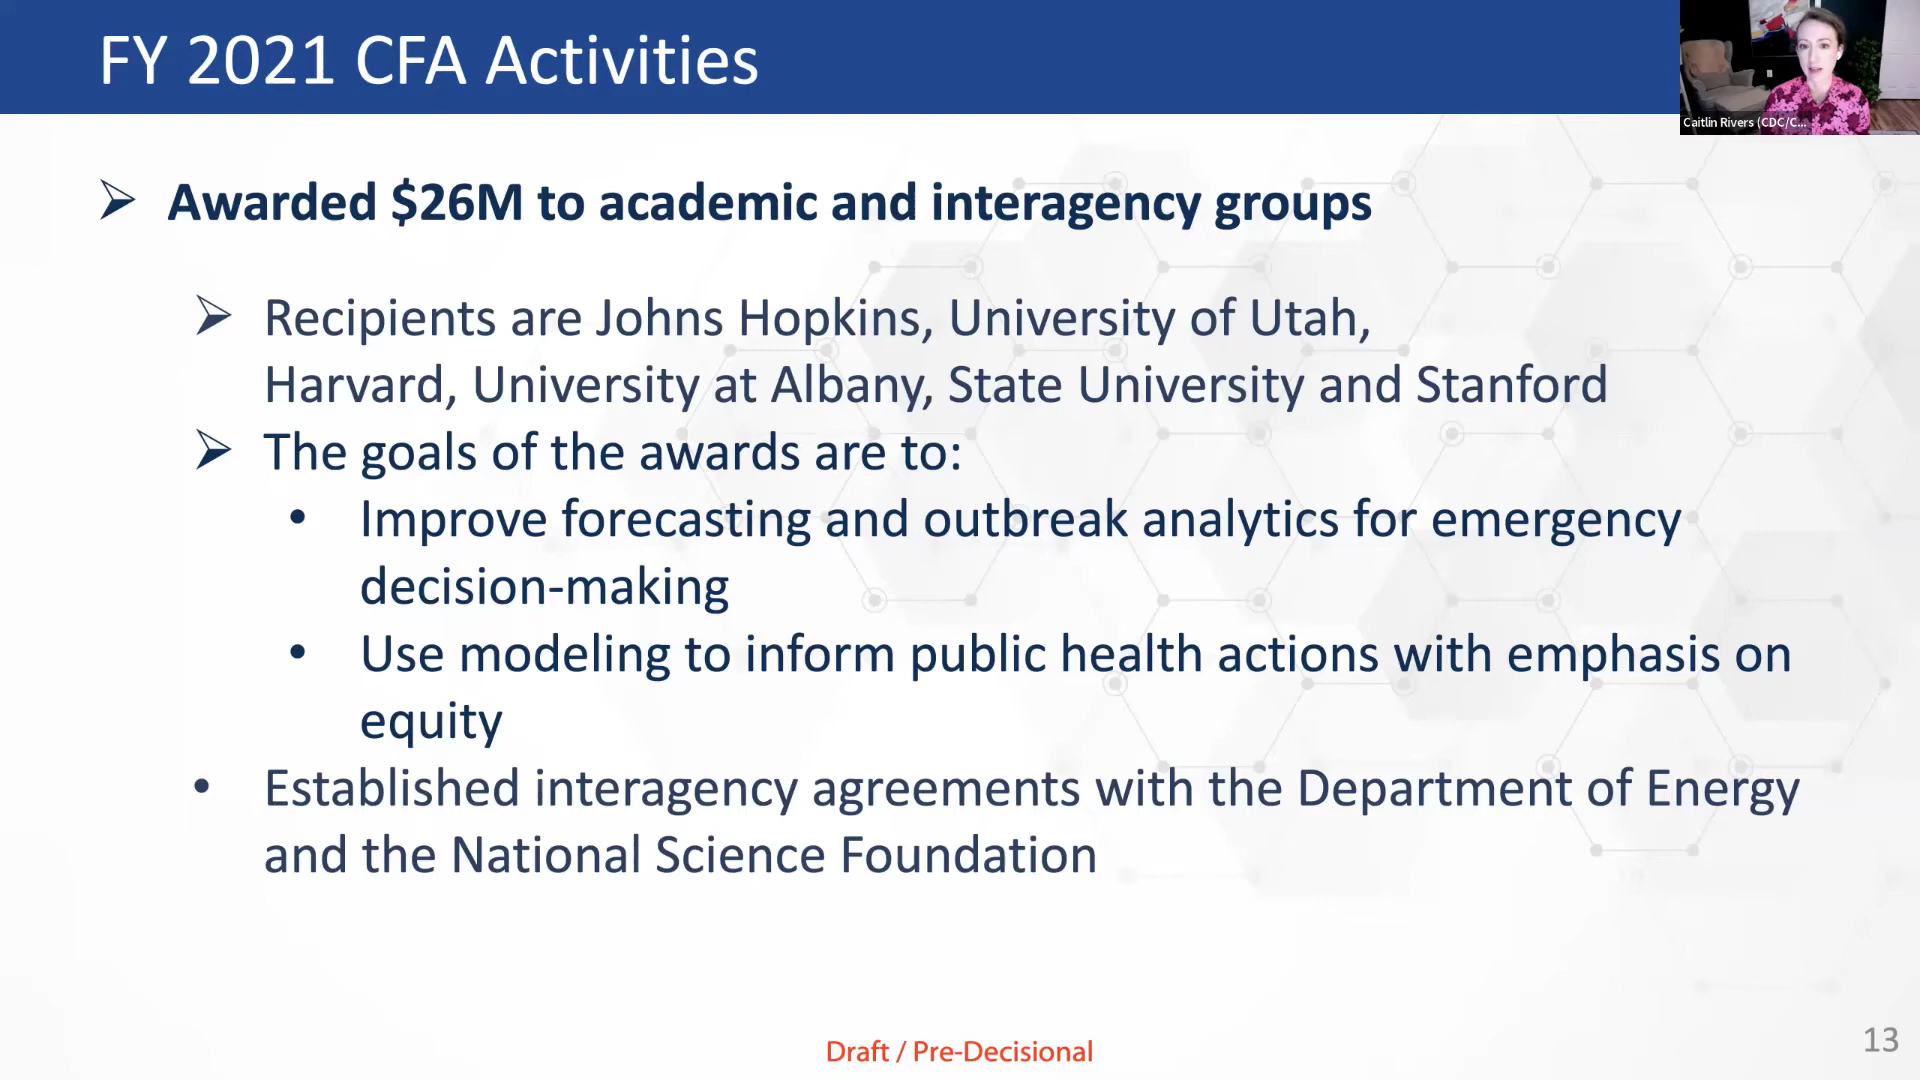 FY 2021 CFA Activities
Caitlin Rivers (CDC/C...
Awarded $26M to academic and interagency groups
Recipients are Johns Hopkins, University of Utah,
Harvard, University at Albany, State University and Stanford
The goals of the awards are to:
• Improve forecasting and outbreak analytics for emergency
decision-making
• Use modeling to inform public health actions with emphasis on
equity
• Established interagency agreements with the Department of Energy
and the National Science Foundation
Draft / Pre-Decisional
13